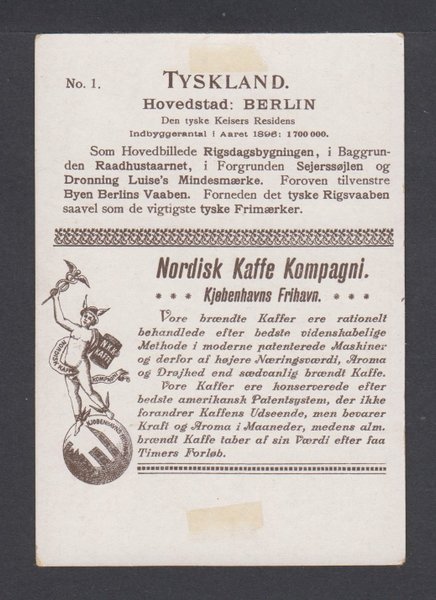 No. 1.
TYSKLAND.
Hovedstad: BERLIN
Den tyske Keisers Residens
Indbyggerantal i Aaret 1896: 1 700 000.
Som Hovedbillede Rigsdagsbygningen, i Baggrun-
den Raadhustaarnet, i Forgrunden Sejerssøjlen og
Dronning Luise's Mindesmærke. Foroven tilvenstre
Byen Berlins Vaaben. Forneden det tyske Rigsvaaben
saavel som de vigtigste tyske Frimærker.
Nordisk Kaffe Kompagni.
Kjøbenhavns Frihavn.
Vore brændte Kaffer ere rationelt
behandlede efter bedste videnskabelige
Methode i moderne patenterede Maskiner
og derfor af højere Næringsværdi, Aroma
og Drøjhed end sædvanlig brændt Kaffe.
Vore Kaffer ere konserverede efter
bedste amerikansk Patentsystem, der ikke
forandrer Kaffens Udseende, men bevarer
Kraft og Aroma i Maaneder, medens alm.
brændt Kaffe taber af sin Værdi efter faa
Timers Forløb.